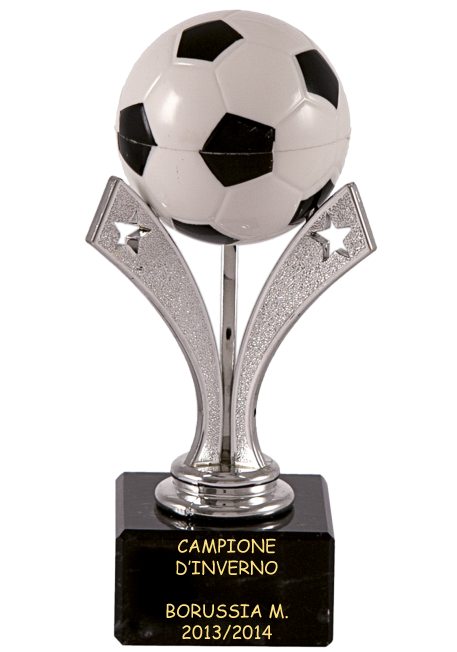 CAMPIONE
D'INVERNO
BORUSSIA M.
2013/2014